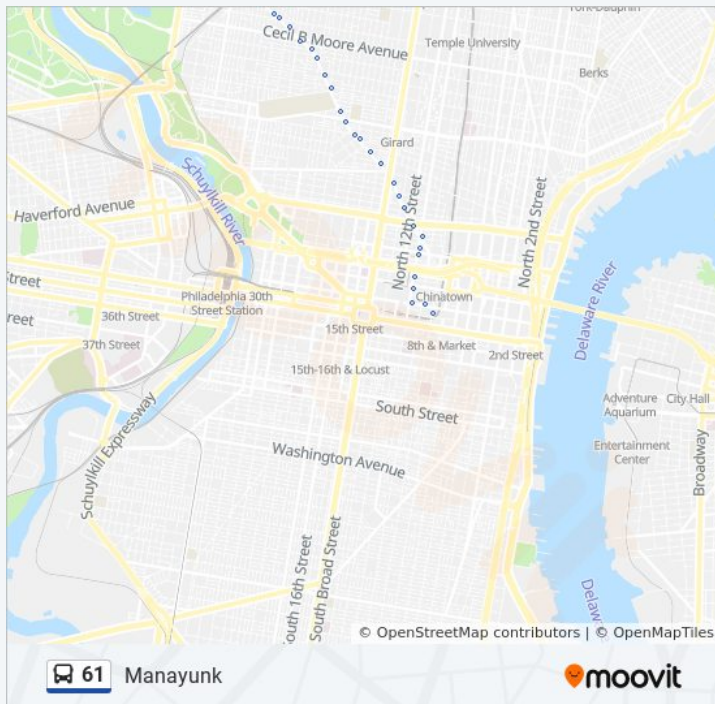 York-Dauphin
Cecil B Moore Avenue
Temple University
Berks
Girard
Schuylkill River
Haverford Avenue
North 12th Street
North 2nd Street
Delaware River
Street
Philadelphia 30th
Street Station
Chinatown
36th Street
15th Street
reet
37th Street
8th & Market
2nd Street
15th-16th & Locust
Adventure
Aquarium
City Hall
South Street
Schuylkill Expressway
Entertainment
Center
Broadway
Washington Avenue
South 16th Street
South Broad Street
Delaw
© OpenStreetMap contributors | © OpenMapTiles
61 Manayunk
moovit